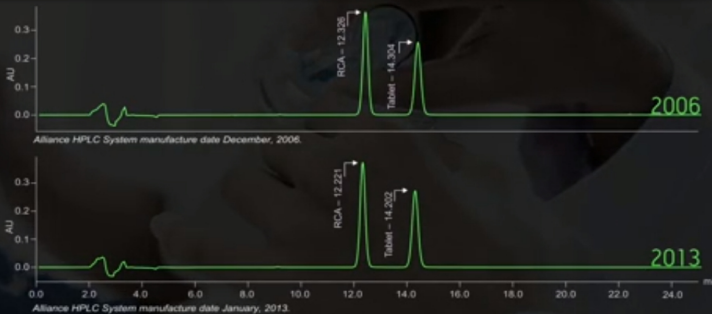 0.3
0.2
0.1
0.0
AU
RCA – 12.326
Tablet – 14.304
2006
Alliance HPLC System manufacture date December, 2006.
0.3
0.2
0.1
0.0
AU
RCA – 12.221
Tablet – 14.202
2013
0.0 2.0 4.0 6.0 8.0 10.0 12.0 14.0 16.0 18.0 20.0 22.0 24.0
Alliance HPLC System manufacture date January, 2013.